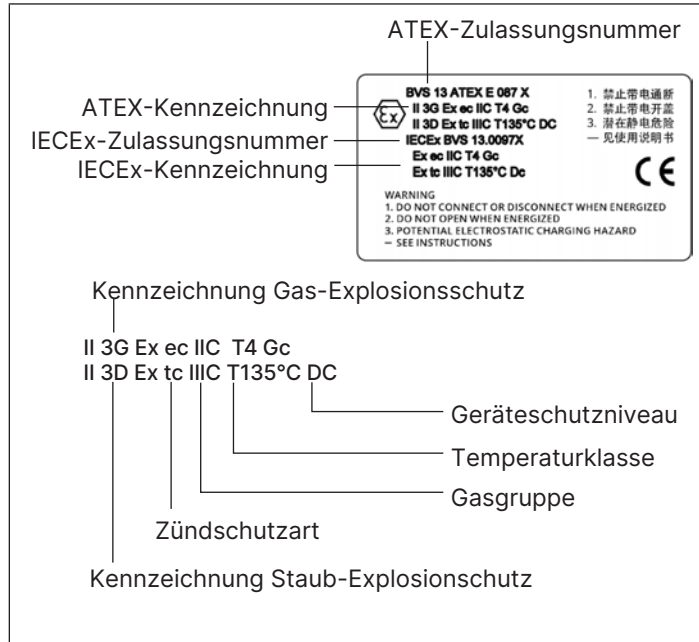 ATEX-Zulassungsnummer
ATEX-Kennzeichnung
IECEx-Zulassungsnummer
IECEx-Kennzeichnung
BVS 13 ATEX E 087 X
II 3G Ex ec IIC T4 Gc
II 3D Ex tc IIIC T135°C DC
IECEx BVS 13.0097X
Ex ec IIC T4 Gc
Ex tc IIIC T135°C Dc
Ex
1. 禁止带电通断
2. 禁止带电开盖
3. 潜在静电危险
— 见使用说明书
CE
WARNING
1. DO NOT CONNECT OR DISCONNECT WHEN ENERGIZED
2. DO NOT OPEN WHEN ENERGIZED
3. POTENTIAL ELECTROSTATIC CHARGING HAZARD
– SEE INSTRUCTIONS
Kennzeichnung Gas-Explosionsschutz
II 3G Ex ec IIC T4 Gc
II 3D Ex tc IIIC T135°C DC
Geräteschutzniveau
Temperaturklasse
Gasgruppe
Zündschutzart
Kennzeichnung Staub-Explosionschutz